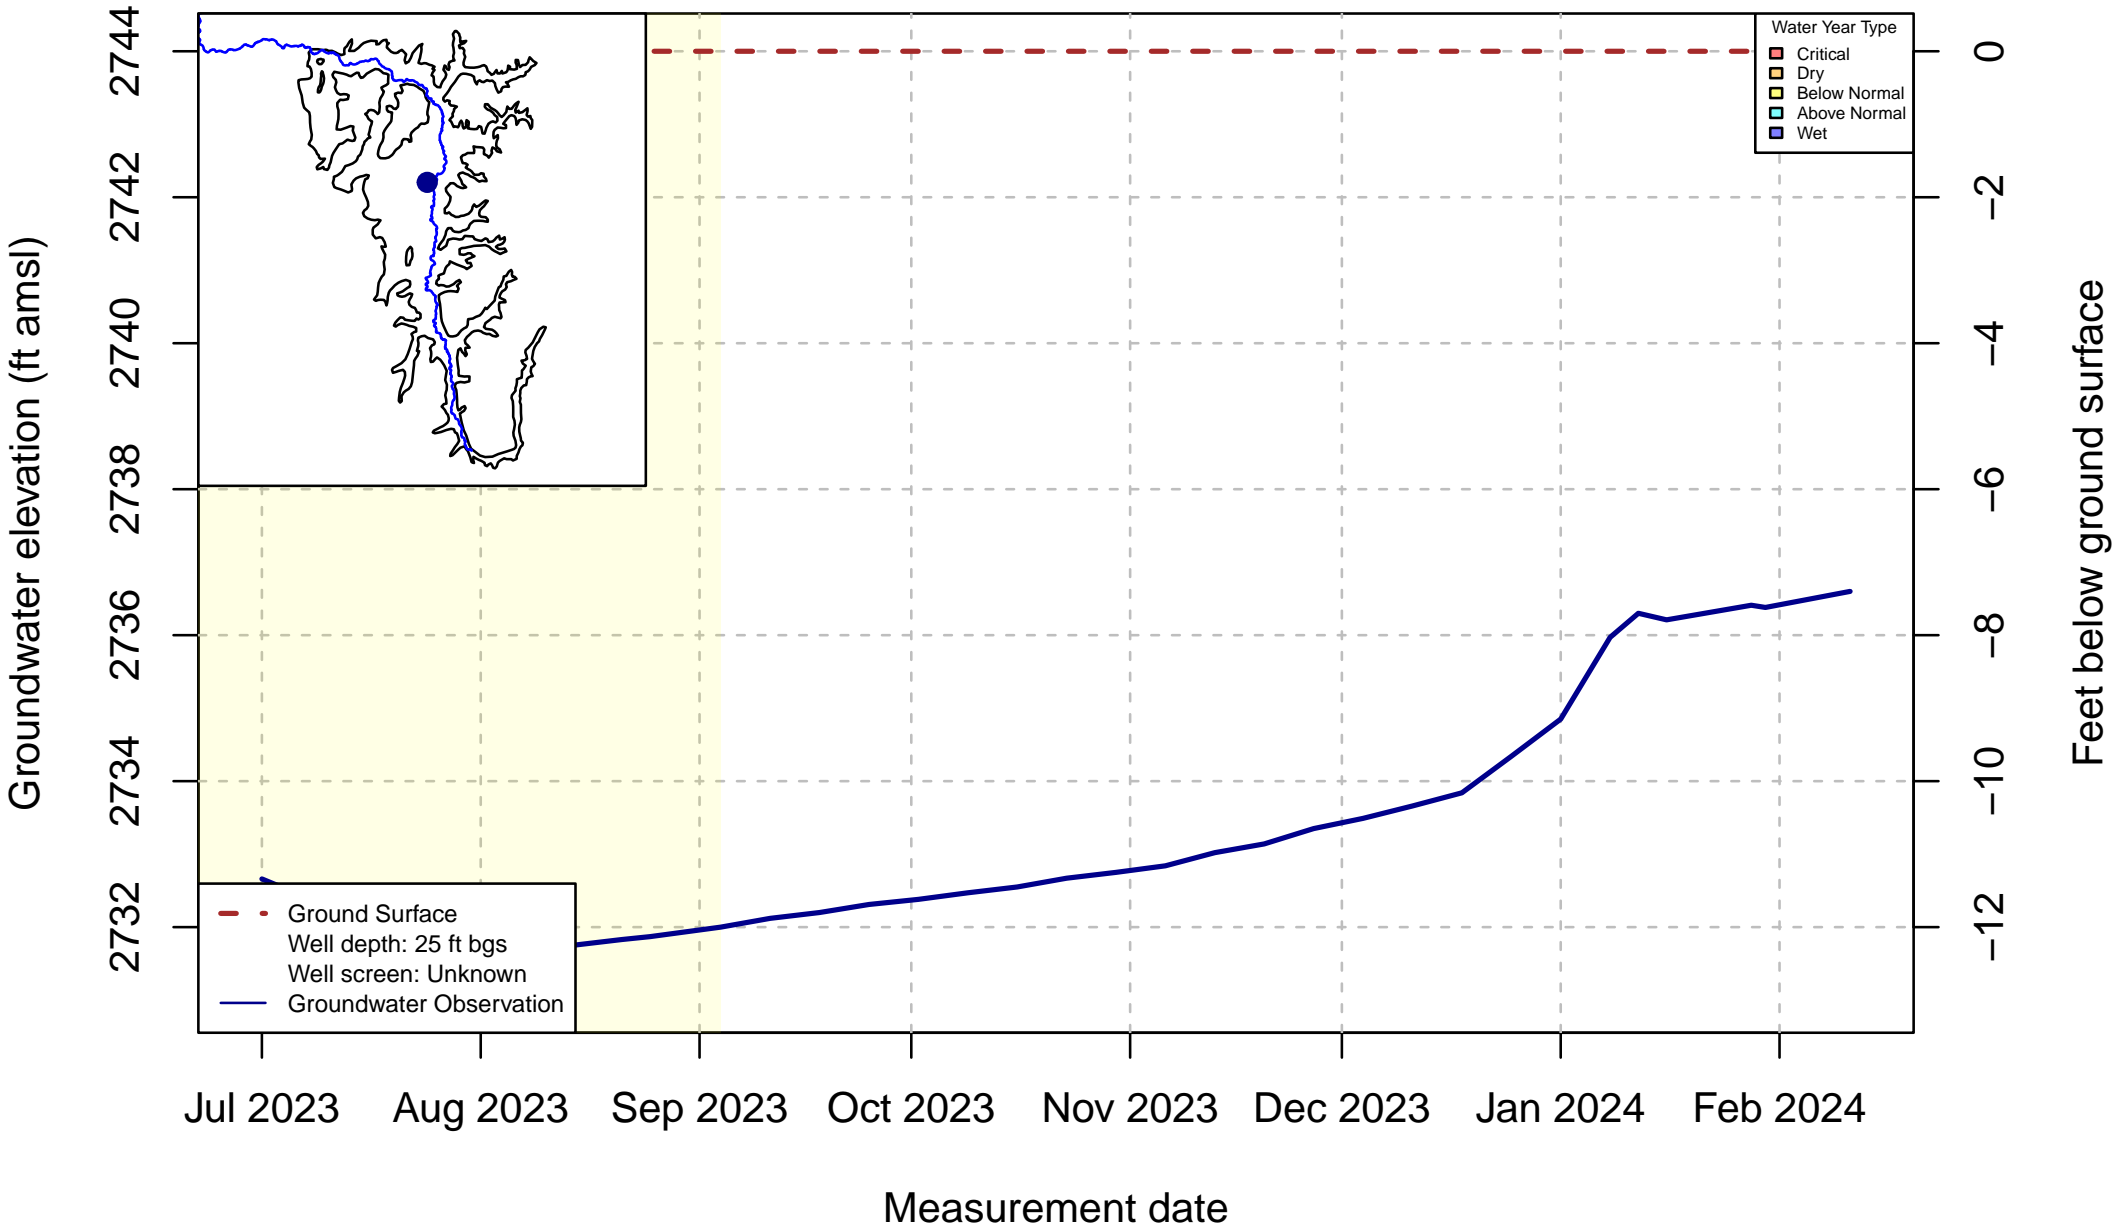 Groundwater elevation (ft amsl)
2744
2742
2740
2738
2736
2734
2732
Water Year Type
Critical
Dry
Below Normal
Above Normal
Wet
0
−2
−4
−6
−8
−10
−12
Feet below ground surface
Ground Surface
Well depth: 25 ft bgs
Well screen: Unknown
Groundwater Observation
Jul 2023 Aug 2023 Sep 2023 Oct 2023 Nov 2023 Dec 2023 Jan 2024 Feb 2024
Measurement date